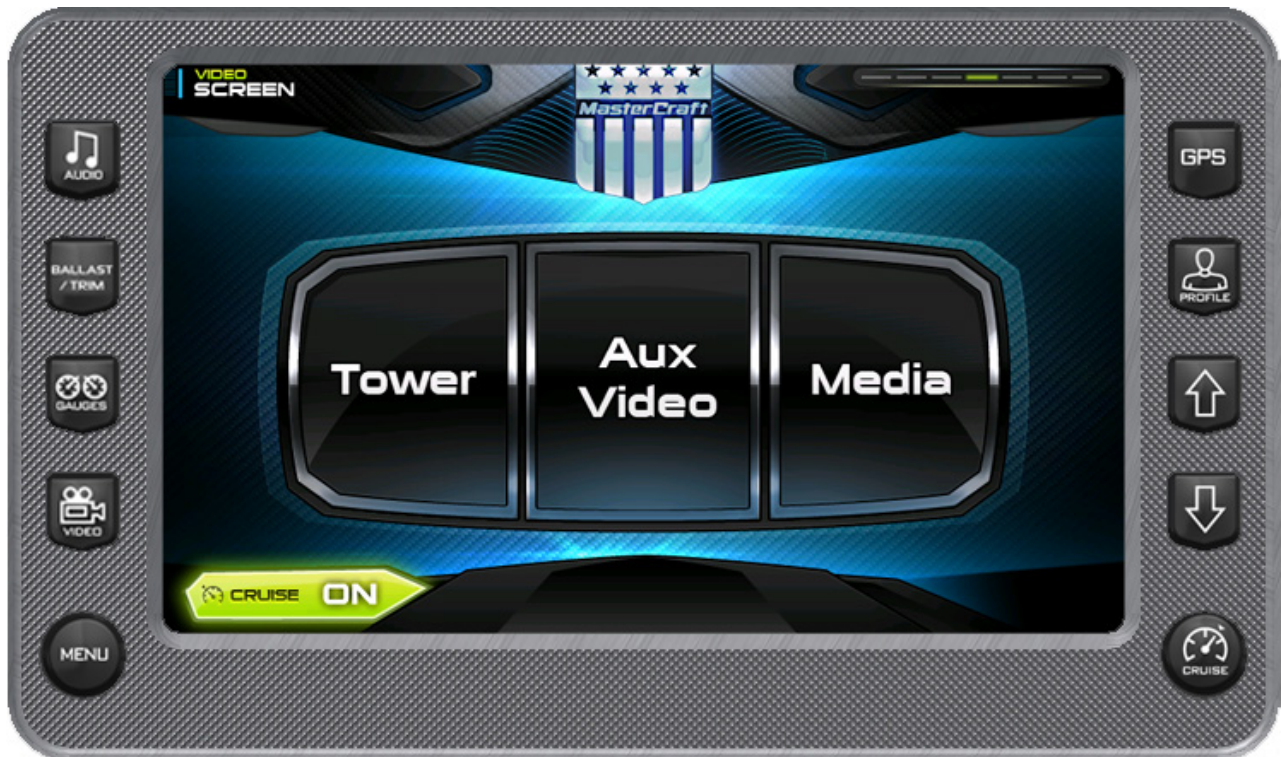 VIDEO
SCREEN
MasterCraft
AUDIO
GPS
BALLAST
/ TRIM
PROFILE
GAUGES
Tower
Aux
Video
Media
VIDEO
CRUISE ON
MENU
CRUISE